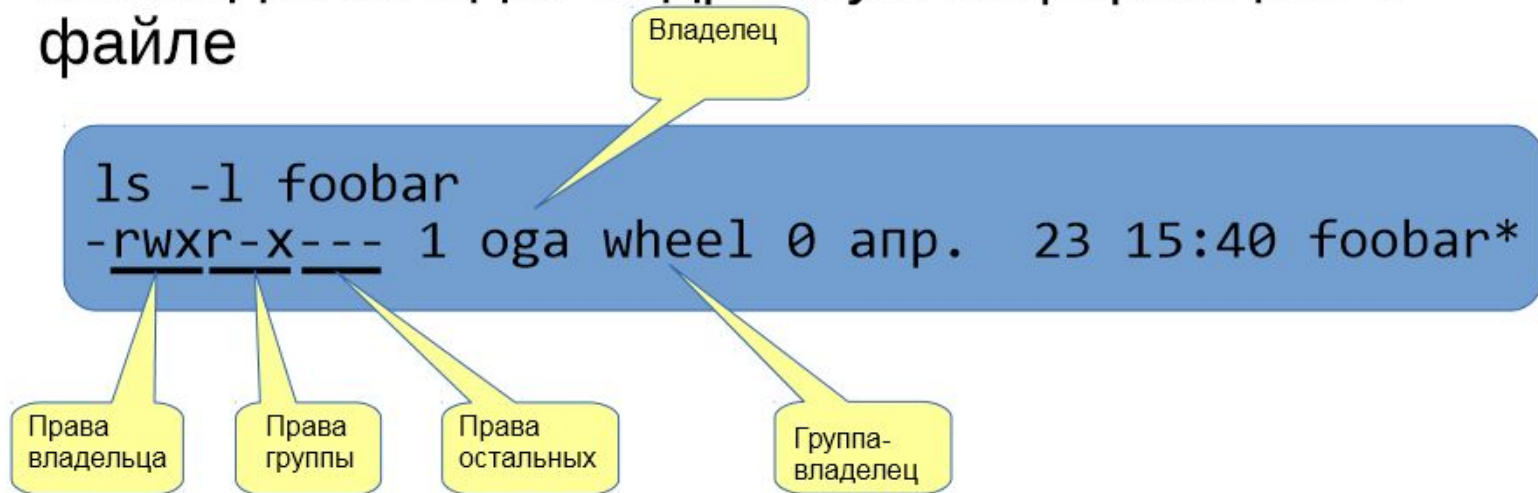 файле
Владелец
ls -l foobar
-rwxr-x--- 1 oga wheel 0 апр.  23 15:40 foobar*
Права
владельца
Права
группы
Права
остальных
Группа-
владелец